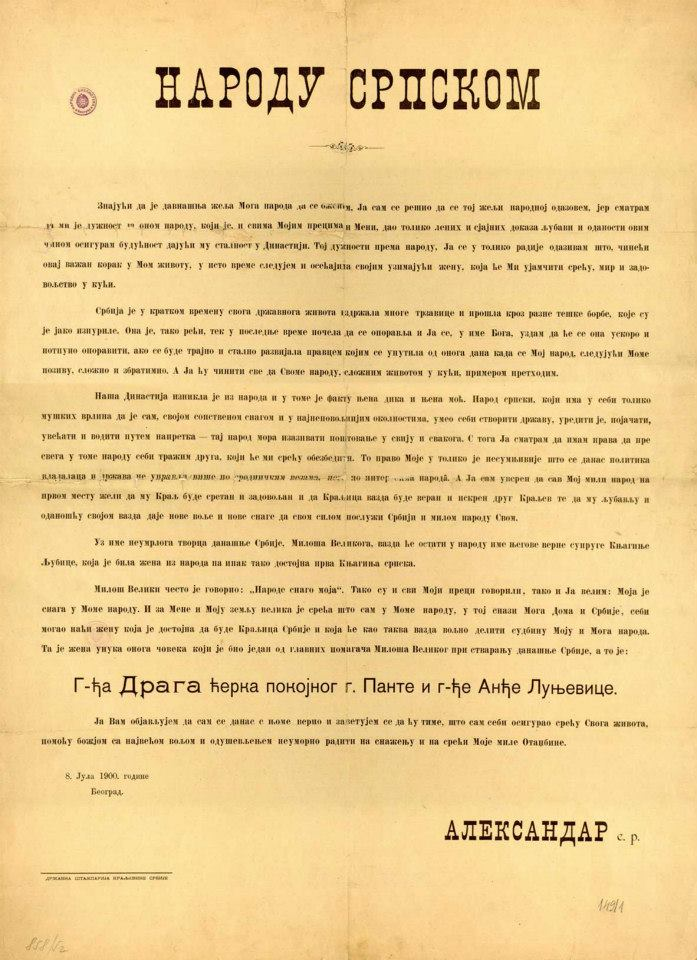 НАРОДУ СРПСКОМ
Знајући да је давнашња жеља Мога народа да се оженим, Ја сам се решио да се тој жељи народној одазовем, јер сматрам
да ми је дужност по оном народу, који је, и свима Мојим прецима и Мени, дао толико лепих и сјајних доказа љубави и оданости овим
чином осигурам будућност дајући му сталност у Династији. Тој дужности према народу, Ја се у толико радије одазивам што, чинећи
овај важан корак у Мом животу, у исто време следујем и осећајима својим узимајући жену, која ће Ми ујамчити срећу, мир и задо-
вољство у кући.
Србија је у кратком времену свога државнога живота издржала многе трзавице и прошла кроз разне тешке борбе, које су
је јако изнуриле. Она је, тако рећи, тек у последње време почела да се опоравља и Ја се, у име Бога, уздам да ће се она ускоро и
потпуно опоравити, ако се буде трајно и стално развијала правцем којим се упутила од онога дана када се Мој народ, следујући Моме
позиву, сложно и збратимно. А Ја ћу чинити све да Своме народу, сложним животом у кући, примером претходим.
Наша Династија изникла је из народа и у томе је факту њена дика и њена моћ. Народ српски, који има у себи толико
мушких врлина да је сам, својом сопственом снагом и у најнеповољнијим околностима, умео себи створити државу, уредити је, појачати,
увећати и водити путем напретка — тај народ мора изазивати поштовање у свију и свакога. С тога Ја сматрам да имам права да пре
свега у томе народу себи тражим друга, који ће ми срећу обезбедити. То право Моје у толико је несумњивије што се данас политика
владалаца и држава не управља више по сродничким везама, по интересима народа. А Ја сам уверен да сав Мој мили народ на
првом месту жели да му Краљ буде сретан и задовољан и да Краљица вазда буде веран и искрен друг Краљев те да му љубављу и
оданошћу својом вазда даје нове воље и нове снаге да свом силом послужи Србији и милом народу Свом.
Уз име неумрлога творца данашње Србије, Милоша Великога, вазда ће остати у народу име његове верне супруге Књагиње
Љубице, која је била жена из народа па ипак тако достојна прва Књагиња српска.
Милош Велики често је говорио: „Народе снаго моја“. Тако су и сви Моји преци говорили, тако и Ја велим: Моја је
снага у Моме народу. И за Мене и Моју земљу велика је срећа што сам у Моме народу, у тој снази Мога Дома и Србије, себи
могао наћи жену која је достојна да буде Краљица Србије и која ће као таква вазда вољно делити судбину Моју и Мога народа.
Та је жена унука онога човека који је био један од главних помагача Милоша Великог при стварању данашње Србије, а то је:
Г-ђа Драга ћерка покојног г. Панте и г-ђе Анђе Луњевице.
Ја Вам објављујем да сам се данас с њоме верио и заветујем се да ћу тиме, што сам себи осигурао срећу Свога живота,
помоћу божјом са највећом вољом и одушевљењем неуморно радити на снажењу и на срећи Моје миле Отаџбине.
8. Јула 1900. године
Београд.
АЛЕКСАНДАР с. р.
ДРЖАВНА ШТАМПАРИЈА КРАЉЕВИНЕ СРБИЈЕ
149/1